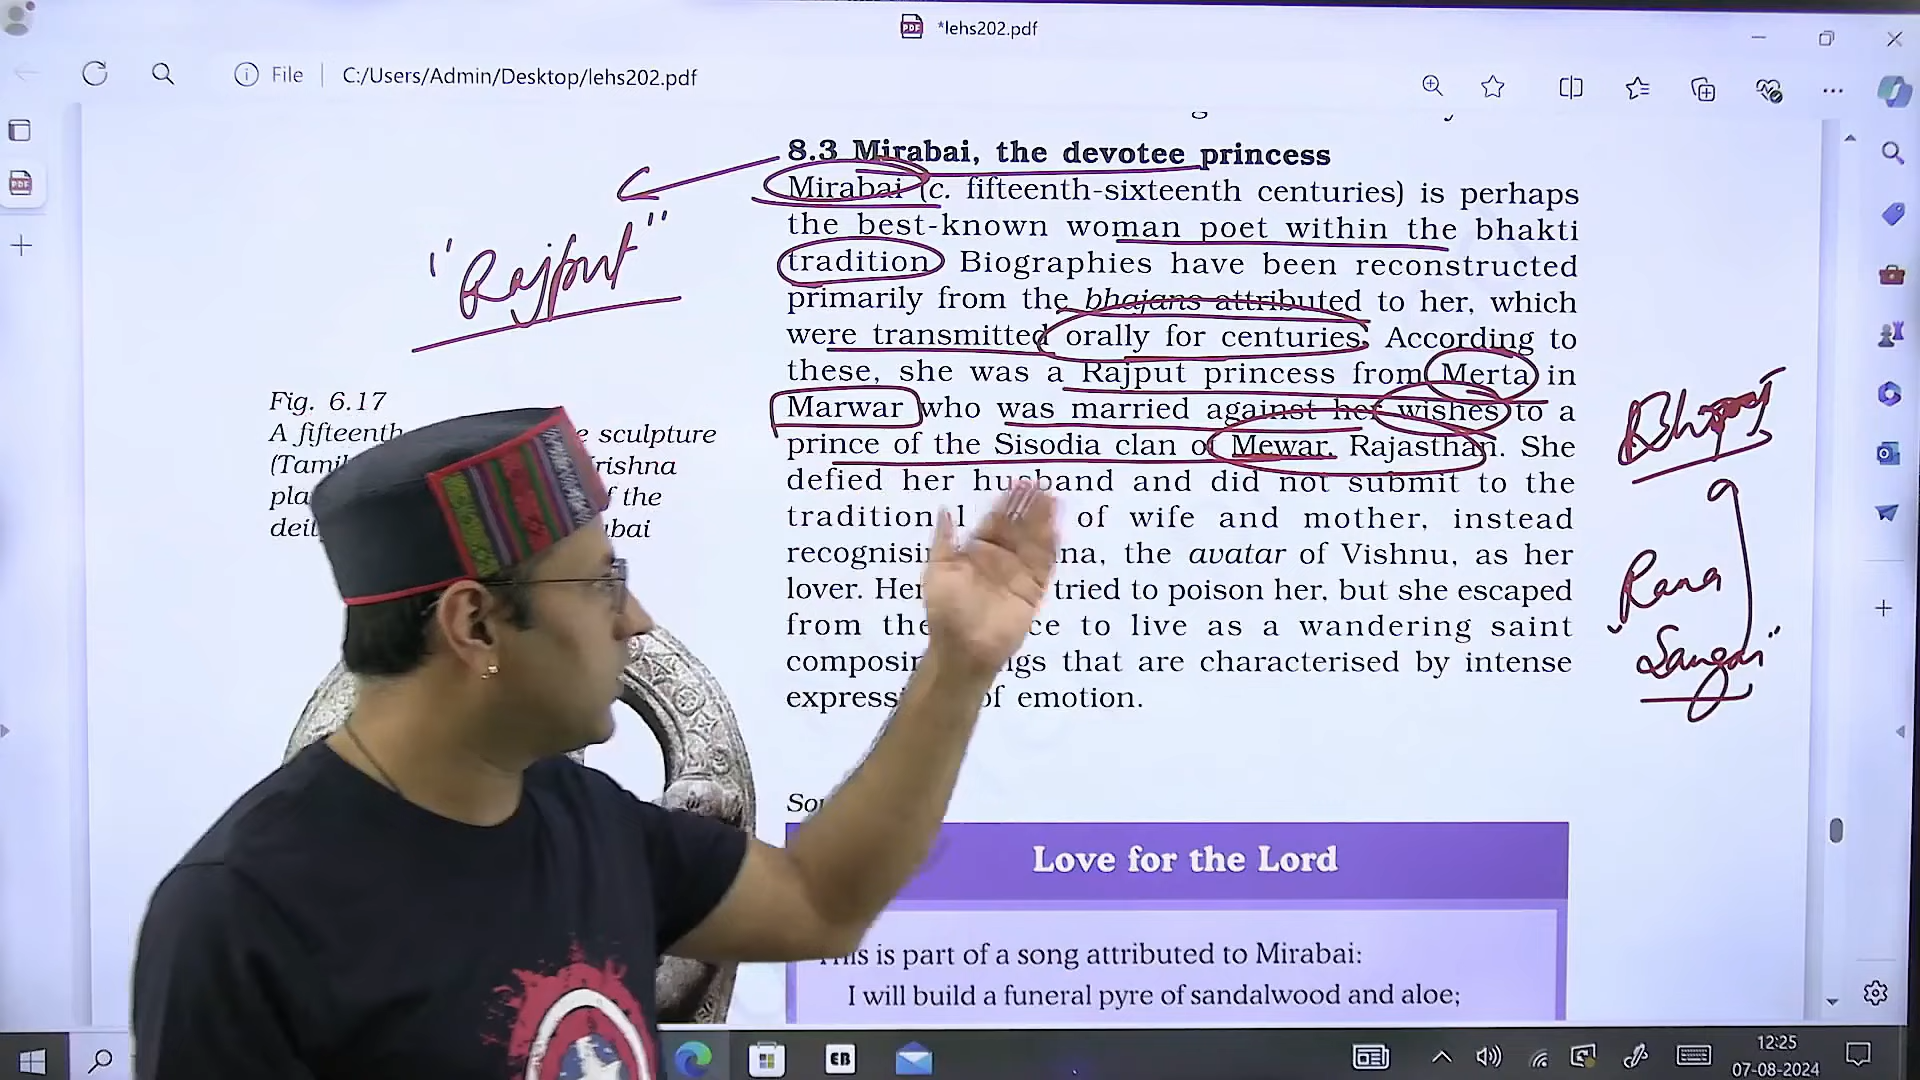 *lehs202.pdf
File
C:/Users/Admin/Desktop/lehs202.pdf
8.3 Mirabai, the devotee princess
Mirabai (c. fifteenth-sixteenth centuries) is perhaps
the best-known woman poet within the bhakti
tradition. Biographies have been reconstructed
primarily from the bhajans attributed to her, which
were transmitted orally for centuries. According to
these, she was a Rajput princess from Merta in
Marwar who was married against her wishes to a
prince of the Sisodia clan of Mewar, Rajasthan. She
defied her husband and did not submit to the
of wife and mother, instead
the avatar of Vishnu, as her
lover. Her tried to poison her, but she escaped
from the to live as a wandering saint
that are characterised by intense
of emotion.
"Rajput"
Fig. 6.17
A fifteenth sculpture
the
Rana
Sanga"
Love for the Lord
is part of a song attributed to Mirabai:
I will build a funeral pyre of sandalwood and aloe;
EB
12:25
07-08-2024